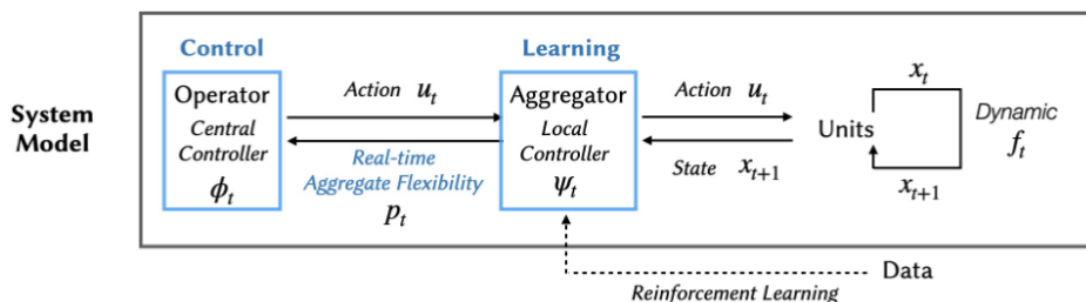 System
Model
Control
Operator
Central
Controller
ϕt
Action ut
Real-time
Aggregate Flexibility
pt
Learning
Aggregator
Local
Controller
ψt
Action ut
State xt+1
Units
xt
xt+1
Dynamic
ft
Data
Reinforcement Learning